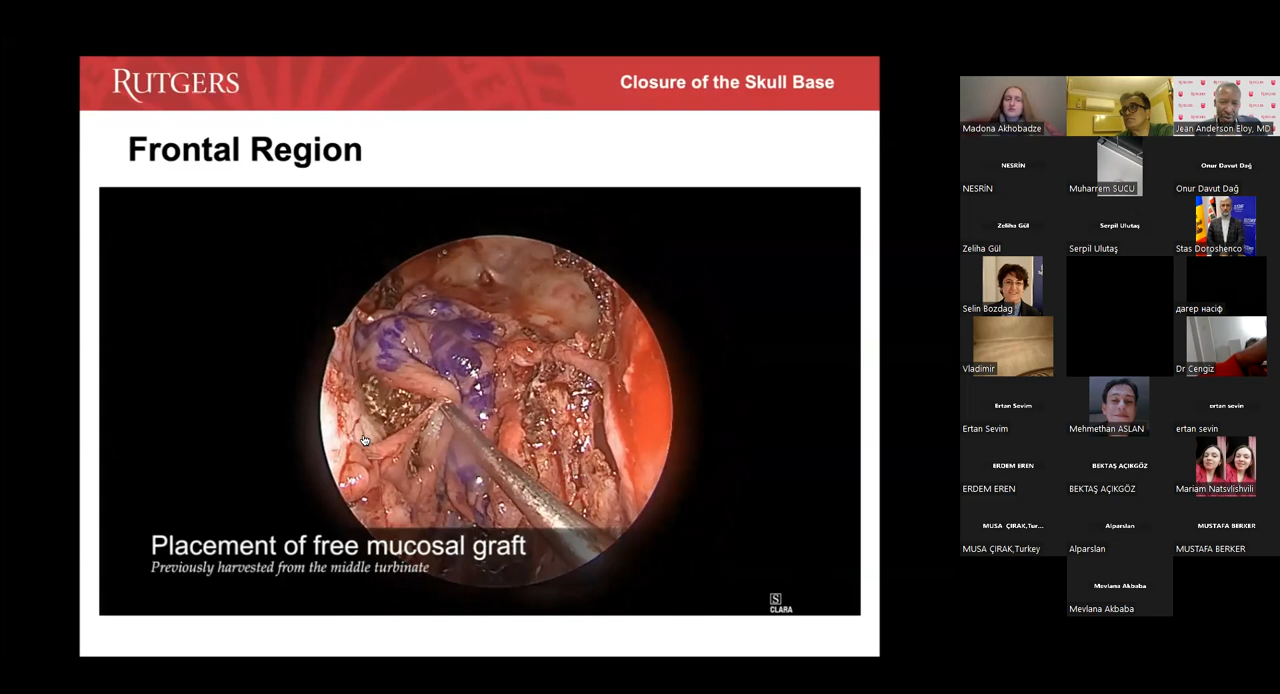 RUTGERS
Closure of the Skull Base
Frontal Region
Placement of free mucosal graft
Previously harvested from the middle turbinate
S
CLARA
Madona Akhobadze
Jean Anderson Eloy, MD
NESRİN
NESRİN
Muharrem SUCU
Onur Davut Dağ
Onur Davut Dağ
Zeliha Gül
Zeliha Gül
Serpil Ulutaş
Serpil Ulutaş
Stas Doroshenco
Selin Bozdag
дагер насіф
Vladimir
Dr Cengiz
Ertan Sevim
Ertan Sevim
Mehmethan ASLAN
ertan sevin
ertan sevin
ERDEM EREN
ERDEM EREN
BEKTAŞ AÇIKGÖZ
BEKTAŞ AÇIKGÖZ
Mariam Natsvlishvili
MUSA ÇIRAK,Tur...
MUSA ÇIRAK,Turkey
Alparslan
Alparslan
MUSTAFA BERKER
MUSTAFA BERKER
Mevlana Akbaba
Mevlana Akbaba